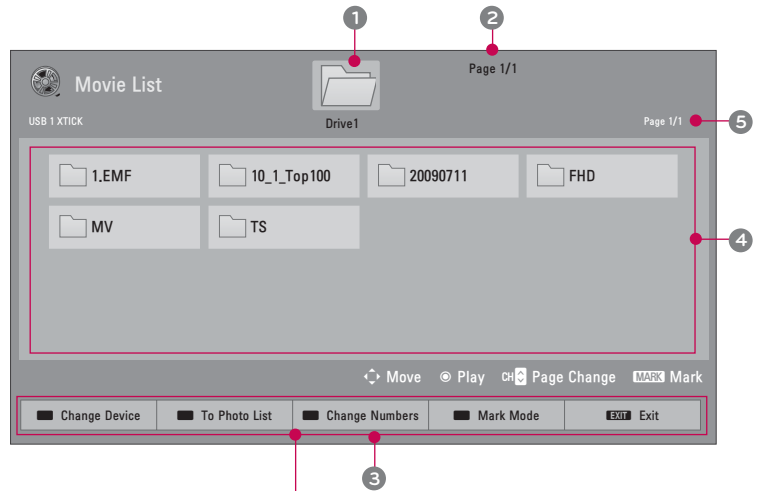 1
2
Page 1/1
Movie List
USB 1 XTICK
Drive1
Page 1/1
5
1.EMF
10_1_Top100
20090711
FHD
MV
TS
4
Move
Play
CH Page Change
MARK Mark
Change Device
To Photo List
Change Numbers
Mark Mode
EXIT Exit
3